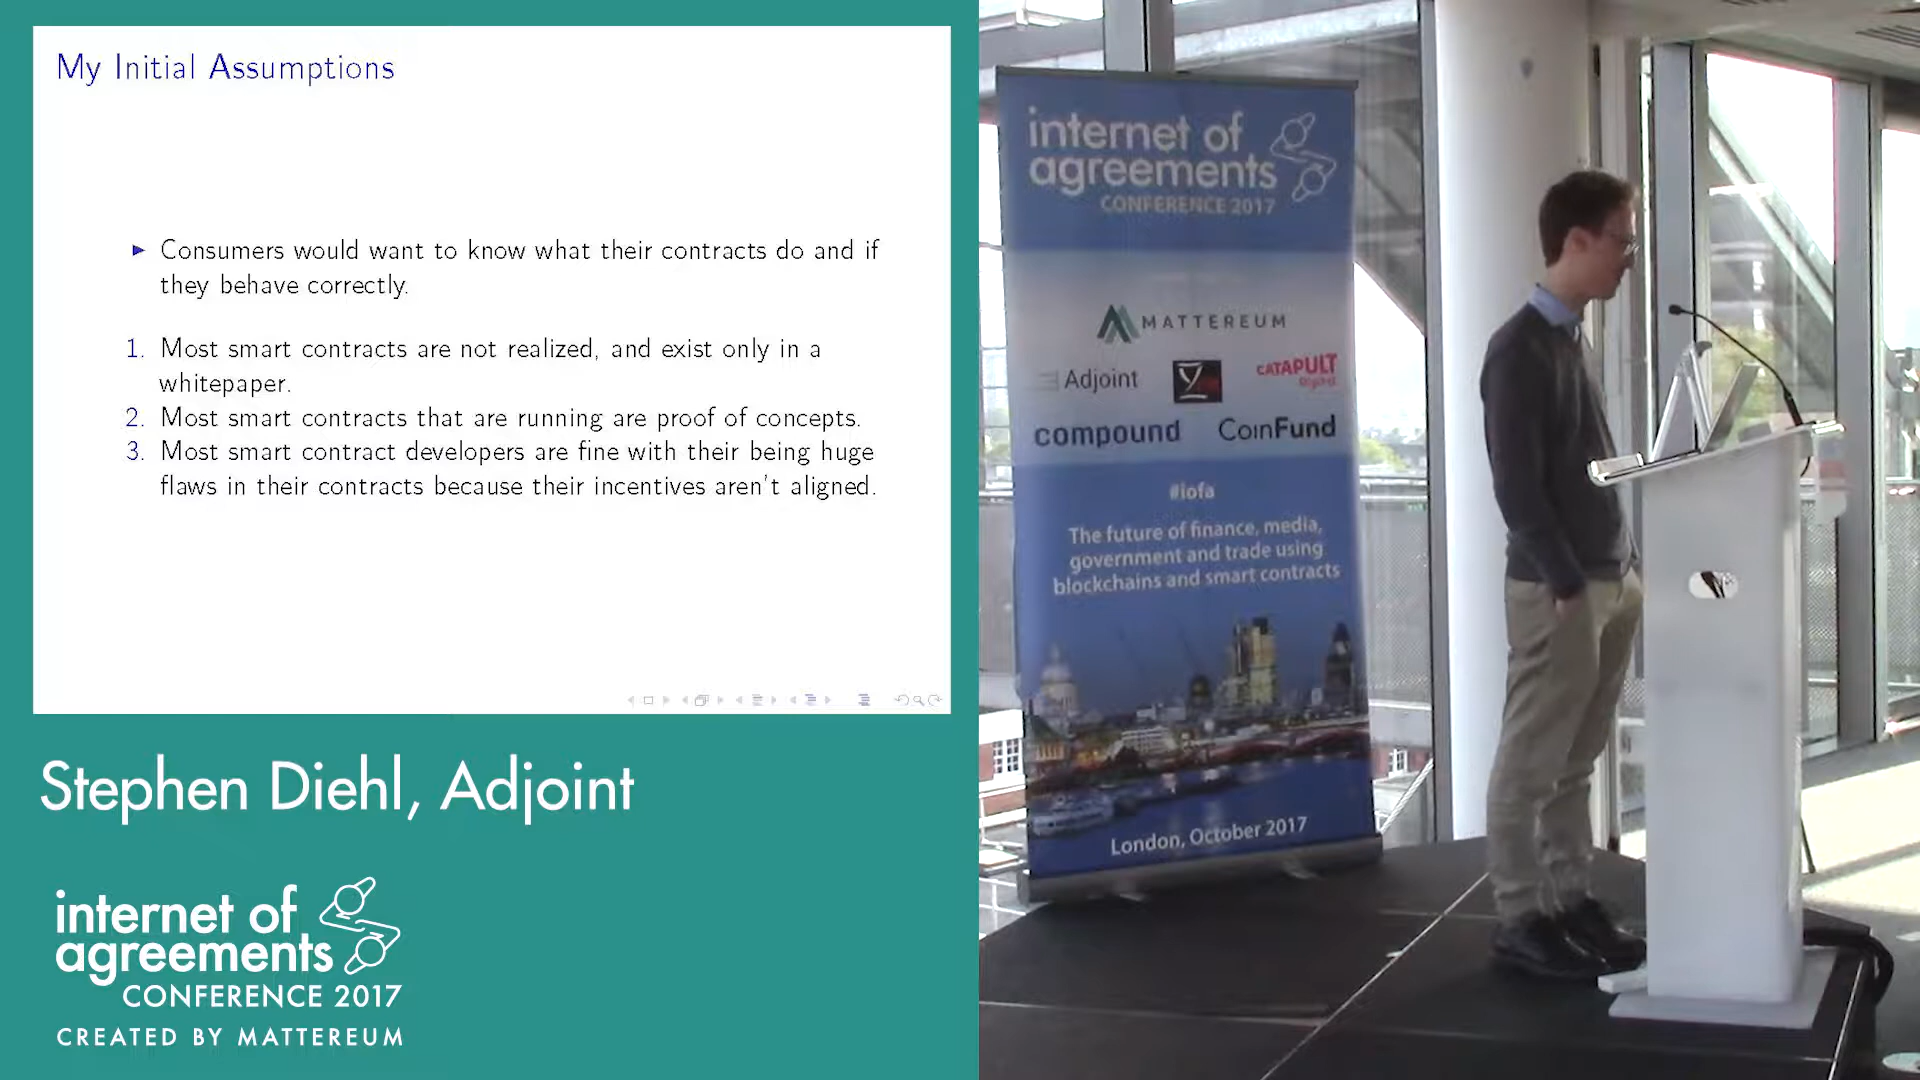 My Initial Assumptions
Consumers would want to know what their contracts do and if
they behave correctly.
1. Most smart contracts are not realized, and exist only in a
whitepaper.
2. Most smart contracts that are running are proof of concepts.
3. Most smart contract developers are fine with their being huge
flaws in their contracts because their incentives aren't aligned.
Stephen Diehl, Adjoint
internet of
agreements
CONFERENCE 2017
CREATED BY MATTEREUM
internet of
agreements
CONFERENCE 2017
MATTEREUM
Adjoint
CATAPULT
Digital
compound
CoinFund
#iofa
The future of finance, media,
government and trade using
blockchains and smart contracts
London, October 2017